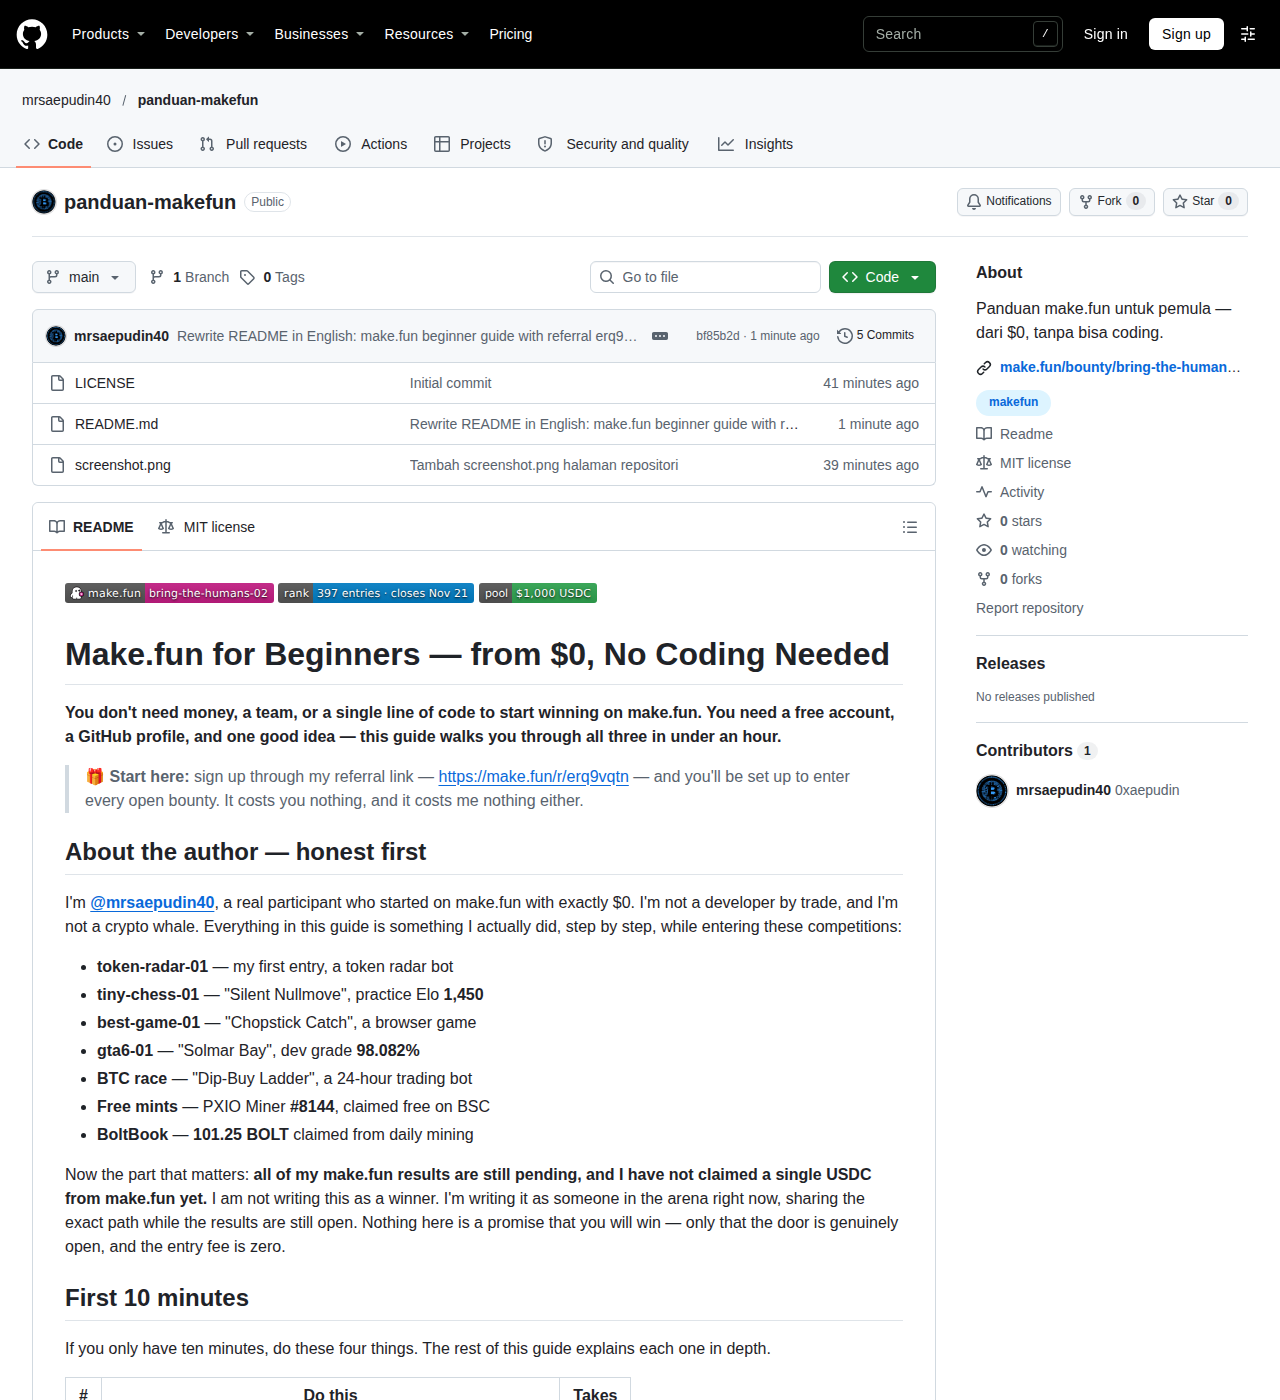 Products Developers Businesses Resources Pricing Search / Sign in Sign up
mrsaepudin40 / panduan-makefun
Code Issues Pull requests Actions Projects Security and quality Insights
panduan-makefun Public Notifications Fork 0 Star 0
main 1 Branch 0 Tags Go to file Code
mrsaepudin40 Rewrite README in English: make.fun beginner guide with referral erq9… bf85b2d · 1 minute ago 5 Commits
LICENSE Initial commit 41 minutes ago
README.md Rewrite README in English: make.fun beginner guide with r… 1 minute ago
screenshot.png Tambah screenshot.png halaman repositori 39 minutes ago
README MIT license
make.fun bring-the-humans-02 rank 397 entries · closes Nov 21 pool $1,000 USDC
Make.fun for Beginners — from $0, No Coding Needed
You don't need money, a team, or a single line of code to start winning on make.fun. You need a free account,
a GitHub profile, and one good idea — this guide walks you through all three in under an hour.
🎁 Start here: sign up through my referral link — https://make.fun/r/erq9vqtn — and you'll be set up to enter
every open bounty. It costs you nothing, and it costs me nothing either.
About the author — honest first
I'm @mrsaepudin40, a real participant who started on make.fun with exactly $0. I'm not a developer by trade, and I'm
not a crypto whale. Everything in this guide is something I actually did, step by step, while entering these competitions:
• token-radar-01 — my first entry, a token radar bot
• tiny-chess-01 — "Silent Nullmove", practice Elo 1,450
• best-game-01 — "Chopstick Catch", a browser game
• gta6-01 — "Solmar Bay", dev grade 98.082%
• BTC race — "Dip-Buy Ladder", a 24-hour trading bot
• Free mints — PXIO Miner #8144, claimed free on BSC
• BoltBook — 101.25 BOLT claimed from daily mining
Now the part that matters: all of my make.fun results are still pending, and I have not claimed a single USDC
from make.fun yet. I am not writing this as a winner. I'm writing it as someone in the arena right now, sharing the
exact path while the results are still open. Nothing here is a promise that you will win — only that the door is genuinely
open, and the entry fee is zero.
First 10 minutes
If you only have ten minutes, do these four things. The rest of this guide explains each one in depth.
# Do this Takes
About
Panduan make.fun untuk pemula —
dari $0, tanpa bisa coding.
make.fun/bounty/bring-the-human…
makefun
Readme
MIT license
Activity
0 stars
0 watching
0 forks
Report repository
Releases
No releases published
Contributors 1
mrsaepudin40 0xaepudin